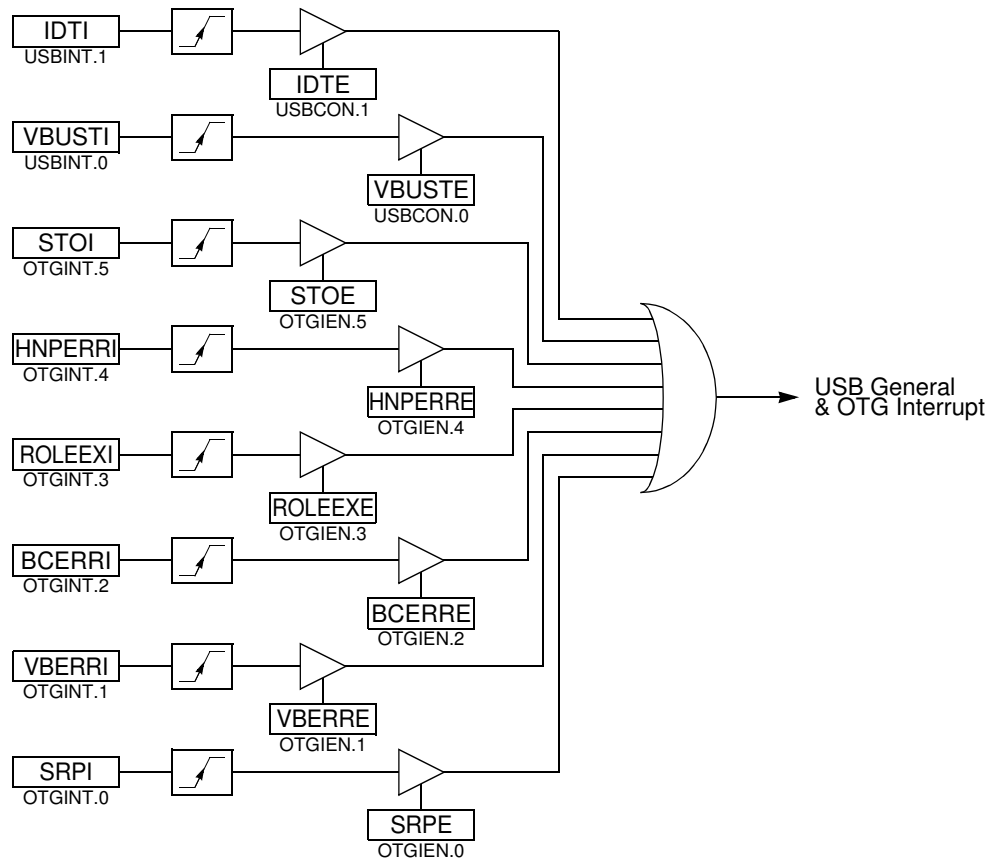 IDTI
USBINT.1
IDTE
USBCON.1
VBUSTI
USBINT.0
VBUSTE
USBCON.0
STOI
OTGINT.5
STOE
OTGIEN.5
HNPERRI
OTGINT.4
HNPERRE
OTGIEN.4
USB General
& OTG Interrupt
ROLEEXI
OTGINT.3
ROLEEXE
OTGIEN.3
BCERRI
OTGINT.2
BCERRE
OTGIEN.2
VBERRI
OTGINT.1
VBERRE
OTGIEN.1
SRPI
OTGINT.0
SRPE
OTGIEN.0